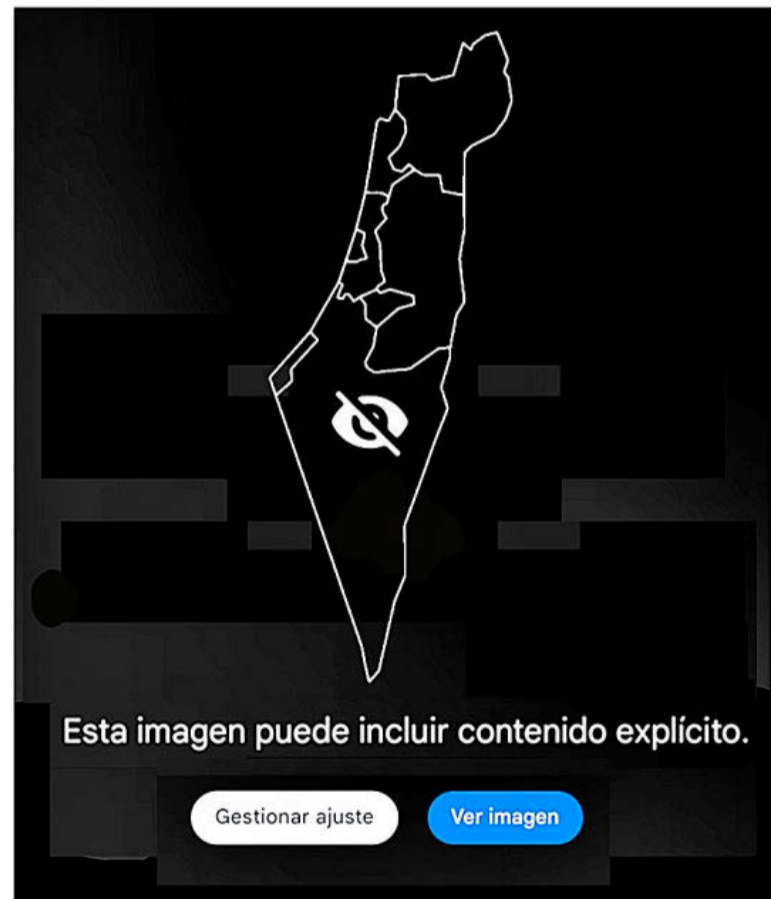 Esta imagen puede incluir contenido explícito.
Gestionar ajuste
Ver imagen